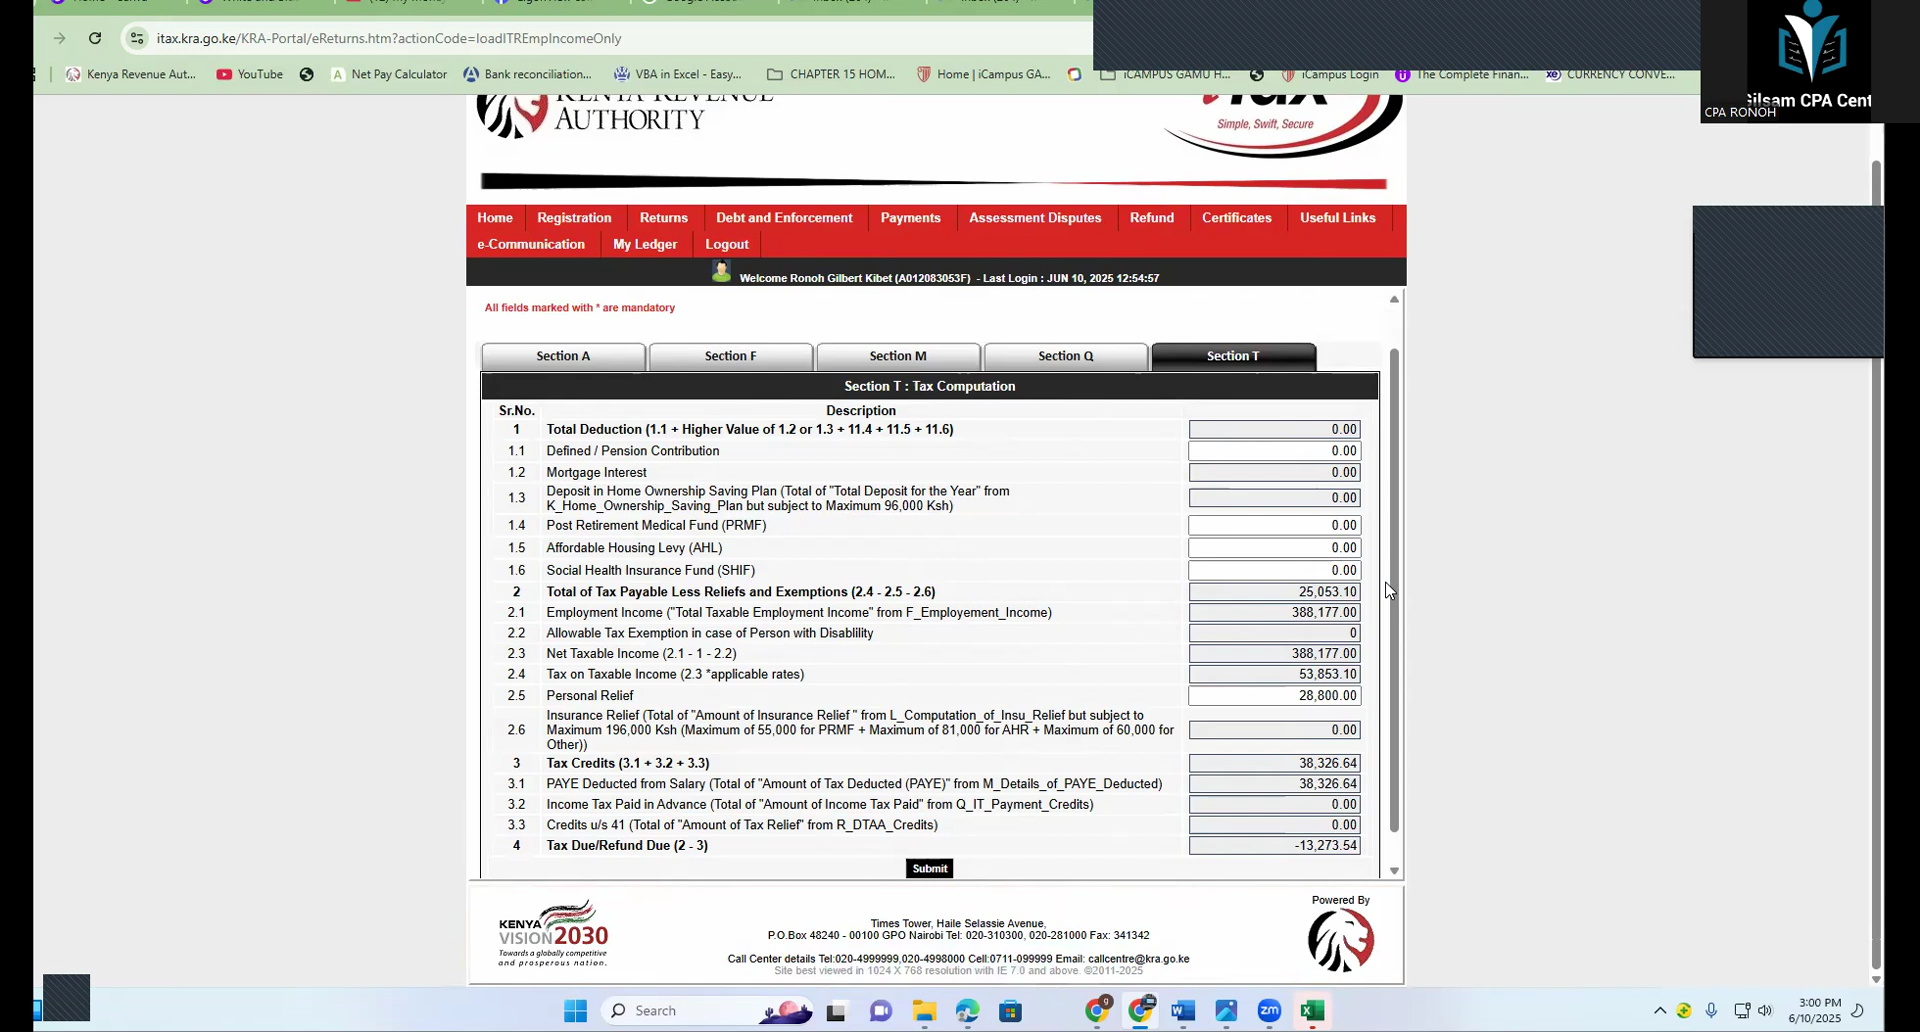 itax.kra.go.ke/KRA-Portal/eReturns.htm?actionCode=loadITREmpIncomeOnly
Kenya Revenue Aut... YouTube Net Pay Calculator Bank reconciliation... VBA in Excel - Easy... CHAPTER 15 HOM... Home | iCampus GA... iCAMPUS GAMU H... iCampus Login The Complete Finan... CURRENCY CONVE...
Gilsam CPA Cent
CPA RONOH
KENYA REVENUE
AUTHORITY
iTax
Simple, Swift, Secure
Home Registration Returns Debt and Enforcement Payments Assessment Disputes Refund Certificates Useful Links
e-Communication My Ledger Logout
Welcome Ronoh Gilbert Kibet (A012083053F) - Last Login : JUN 10, 2025 12:54:57
All fields marked with * are mandatory
Section A Section F Section M Section Q Section T
Section T : Tax Computation
Sr.No. Description
1 Total Deduction (1.1 + Higher Value of 1.2 or 1.3 + 11.4 + 11.5 + 11.6) 0.00
1.1 Defined / Pension Contribution 0.00
1.2 Mortgage Interest 0.00
1.3 Deposit in Home Ownership Saving Plan (Total of "Total Deposit for the Year" from
K_Home_Ownership_Saving_Plan but subject to Maximum 96,000 Ksh) 0.00
1.4 Post Retirement Medical Fund (PRMF) 0.00
1.5 Affordable Housing Levy (AHL) 0.00
1.6 Social Health Insurance Fund (SHIF) 0.00
2 Total of Tax Payable Less Reliefs and Exemptions (2.4 - 2.5 - 2.6) 25,053.10
2.1 Employment Income ("Total Taxable Employment Income" from F_Employement_Income) 388,177.00
2.2 Allowable Tax Exemption in case of Person with Disablility 0
2.3 Net Taxable Income (2.1 - 1 - 2.2) 388,177.00
2.4 Tax on Taxable Income (2.3 *applicable rates) 53,853.10
2.5 Personal Relief 28,800.00
2.6 Insurance Relief (Total of "Amount of Insurance Relief " from L_Computation_of_Insu_Relief but subject to
Maximum 196,000 Ksh (Maximum of 55,000 for PRMF + Maximum of 81,000 for AHR + Maximum of 60,000 for
Other)) 0.00
3 Tax Credits (3.1 + 3.2 + 3.3) 38,326.64
3.1 PAYE Deducted from Salary (Total of "Amount of Tax Deducted (PAYE)" from M_Details_of_PAYE_Deducted) 38,326.64
3.2 Income Tax Paid in Advance (Total of "Amount of Income Tax Paid" from Q_IT_Payment_Credits) 0.00
3.3 Credits u/s 41 (Total of "Amount of Tax Relief" from R_DTAA_Credits) 0.00
4 Tax Due/Refund Due (2 - 3) -13,273.54
Submit
KENYA
VISION 2030
Towards a globally competitive
and prosperous nation.
Times Tower, Haile Selassie Avenue,
P.O.Box 48240 - 00100 GPO Nairobi Tel: 020-310300, 020-281000 Fax: 341342
Call Center details Tel:020-4999999,020-4998000 Cell:0711-099999 Email: callcentre@kra.go.ke
Site best viewed in 1024 X 768 resolution with IE 7.0 and above. ©2011-2025
Powered By
Search
3:00 PM
6/10/2025